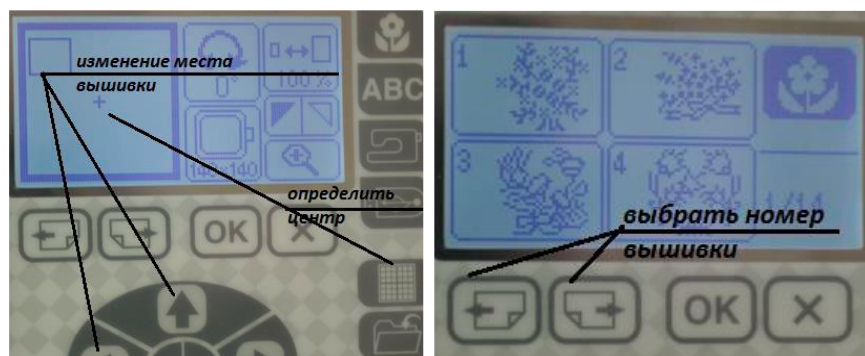 изменение места
вышивки
0°
100 %
140×140
ABC
определить
центр
OK
X
1
2
3
4
1/14
выбрать номер
вышивки
OK
X